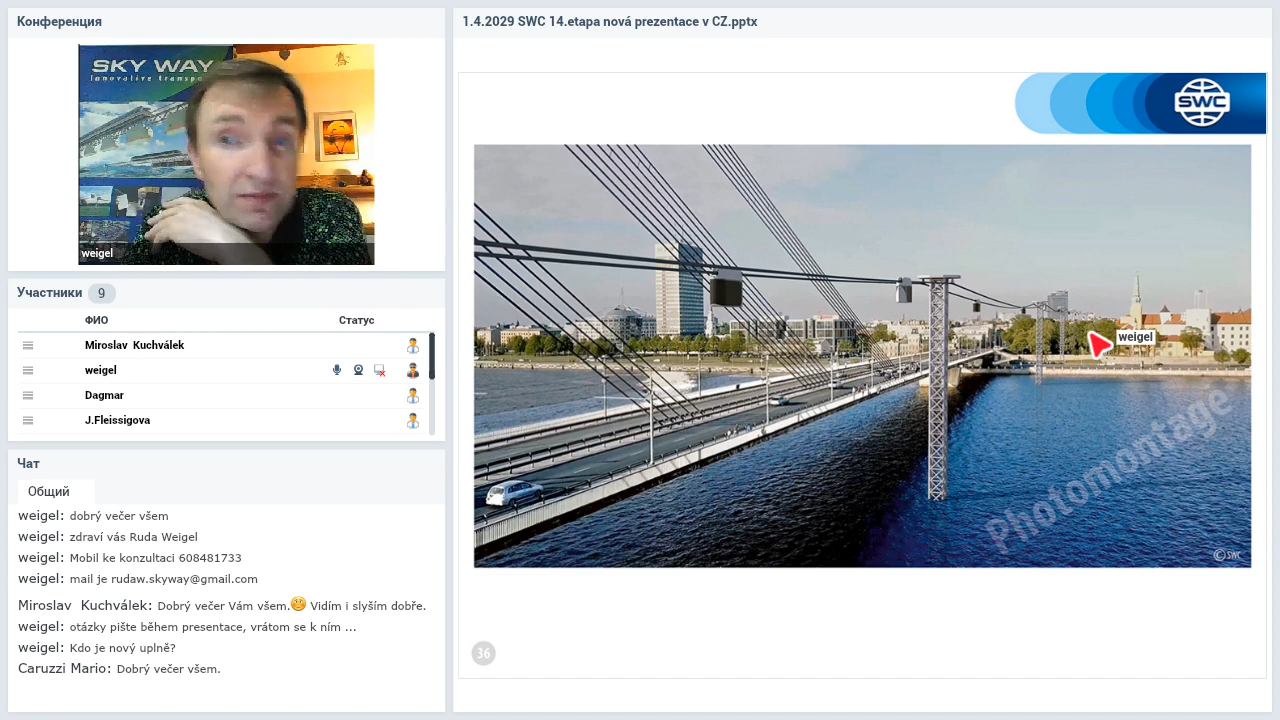 Конференция
SKY WAY
weigel
Участники 9
ФИО Статус
Miroslav Kuchválek
weigel
Dagmar
J.Fleissigova
Чат
Общий
weigel: dobrý večer všem
weigel: zdraví vás Ruda Weigel
weigel: Mobil ke konzultaci 608481733
weigel: mail je rudaw.skyway@gmail.com
Miroslav Kuchválek: Dobrý večer Vám všem. Vidím i slyším dobře.
weigel: otázky pište během presentace, vrátom se k ním ...
weigel: Kdo je nový uplně?
Caruzzi Mario: Dobrý večer všem.
1.4.2029 SWC 14.etapa nová prezentace v CZ.pptx
SWC
weigel
Photomontage
© SWC
36